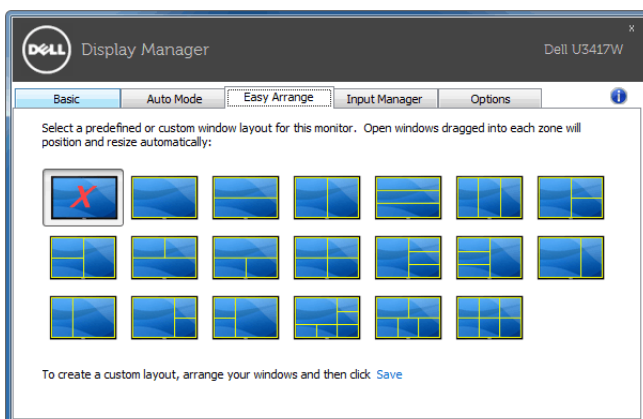 DELL Display Manager
x
Dell U3417W
Basic Auto Mode Easy Arrange Input Manager Options i
Select a predefined or custom window layout for this monitor. Open windows dragged into each zone will
position and resize automatically:
X
To create a custom layout, arrange your windows and then click Save